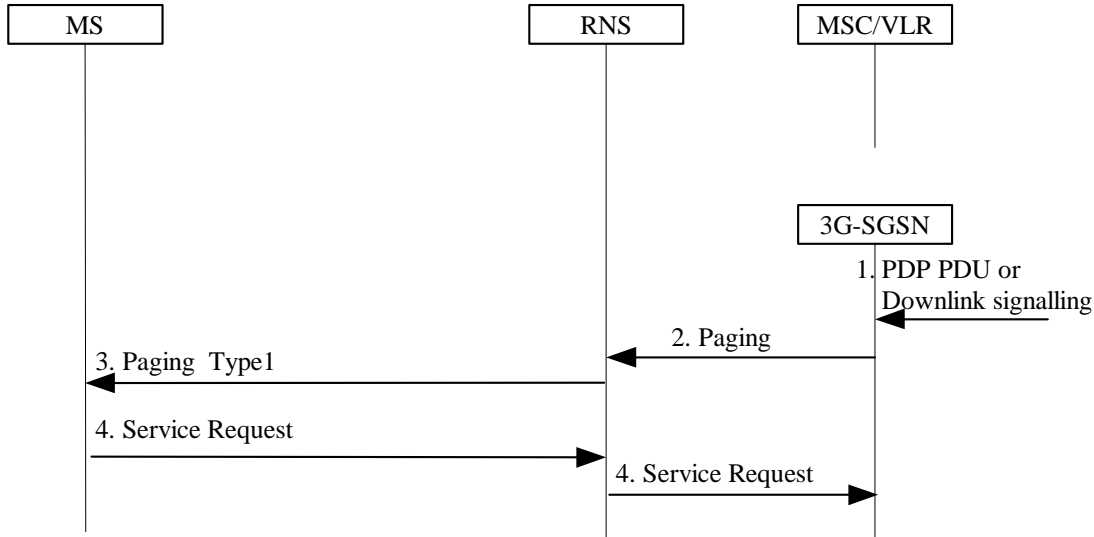 MS
RNS
MSC/VLR
3G-SGSN
1. PDP PDU or
Downlink signalling
2. Paging
3. Paging Type1
4. Service Request
4. Service Request